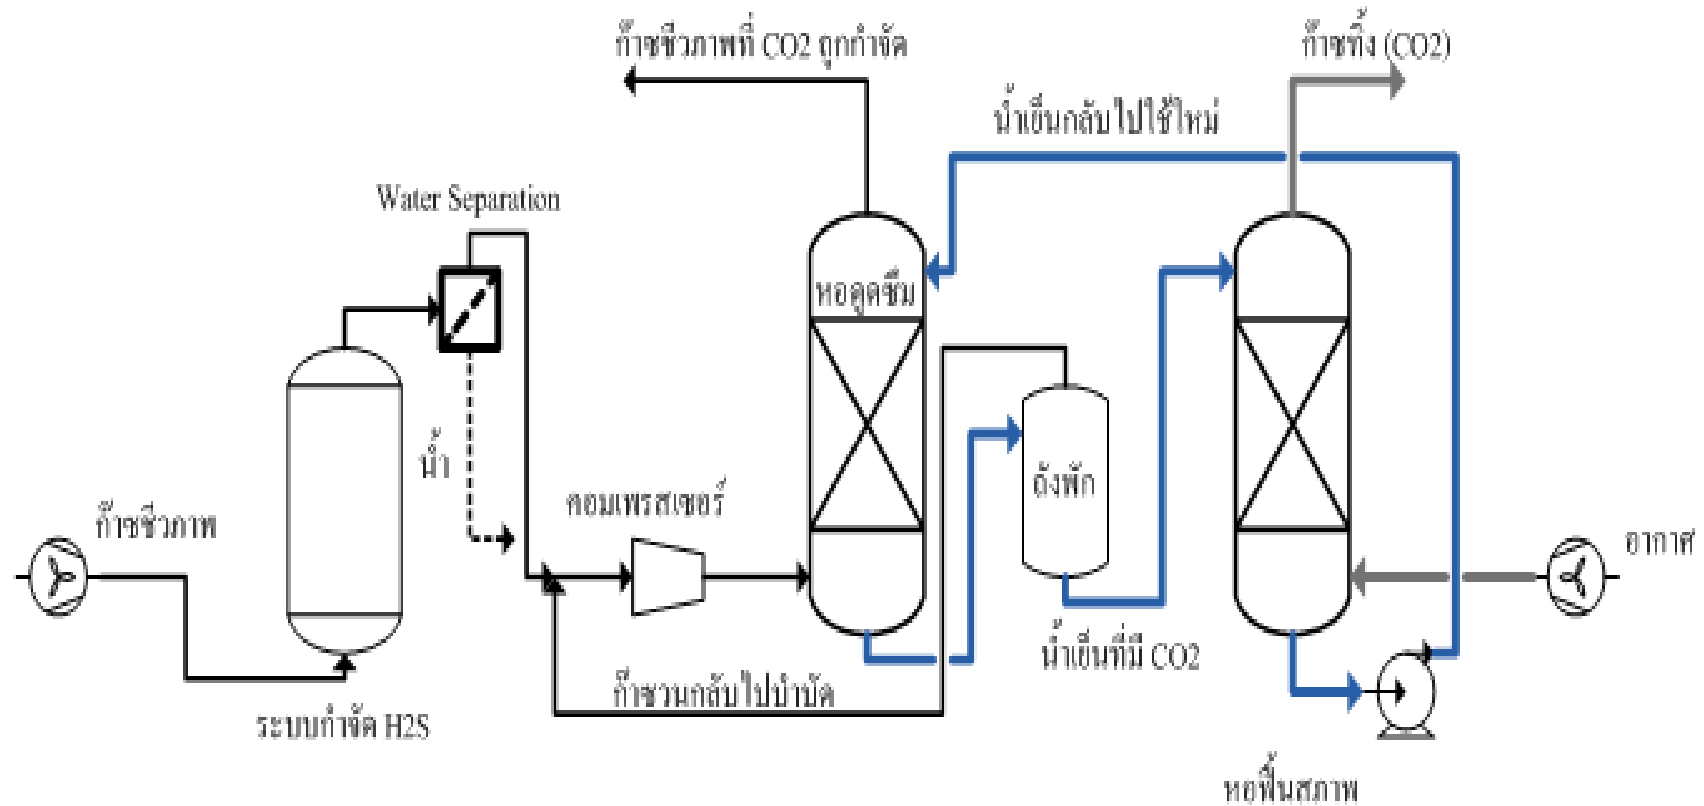 ก๊าซชีวภาพที่ CO2 ถูกกำจัด
ก๊าซทิ้ง (CO2)
น้ำเย็นกลับไปใช้ใหม่
Water Separation
หอดูดซึม
น้ำ
ถังพัก
คอมเพรสเซอร์
ก๊าซชีวภาพ
อากาศ
น้ำเย็นที่มี CO2
ก๊าซวนกลับไปบำบัด
ระบบกำจัด H2S
หอฟื้นสภาพ